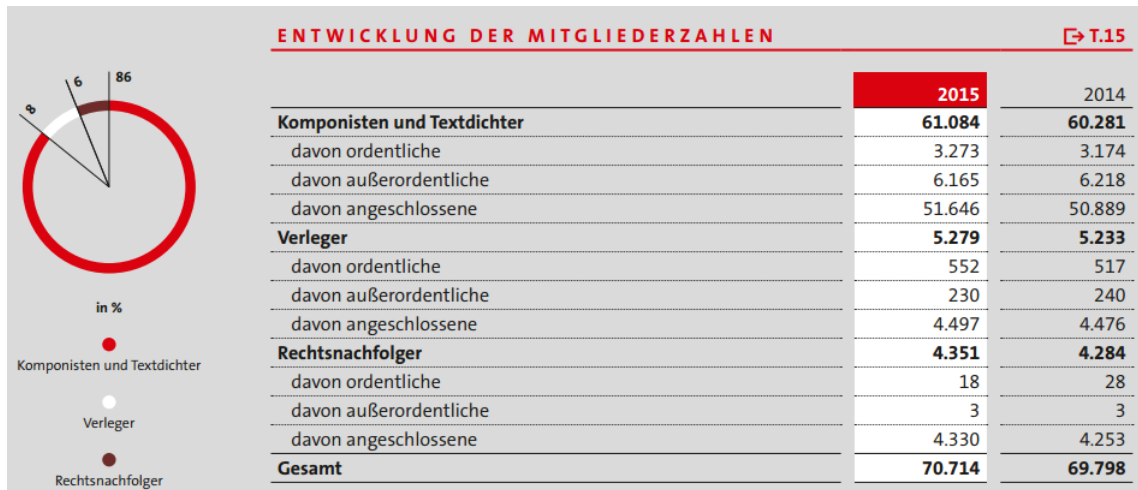 ENTWICKLUNG DER MITGLIEDERZAHLEN T.15
8 6 86
in %
Komponisten und Textdichter
Verleger
Rechtsnachfolger
2015 2014
Komponisten und Textdichter 61.084 60.281
davon ordentliche 3.273 3.174
davon außerordentliche 6.165 6.218
davon angeschlossene 51.646 50.889
Verleger 5.279 5.233
davon ordentliche 552 517
davon außerordentliche 230 240
davon angeschlossene 4.497 4.476
Rechtsnachfolger 4.351 4.284
davon ordentliche 18 28
davon außerordentliche 3 3
davon angeschlossene 4.330 4.253
Gesamt 70.714 69.798